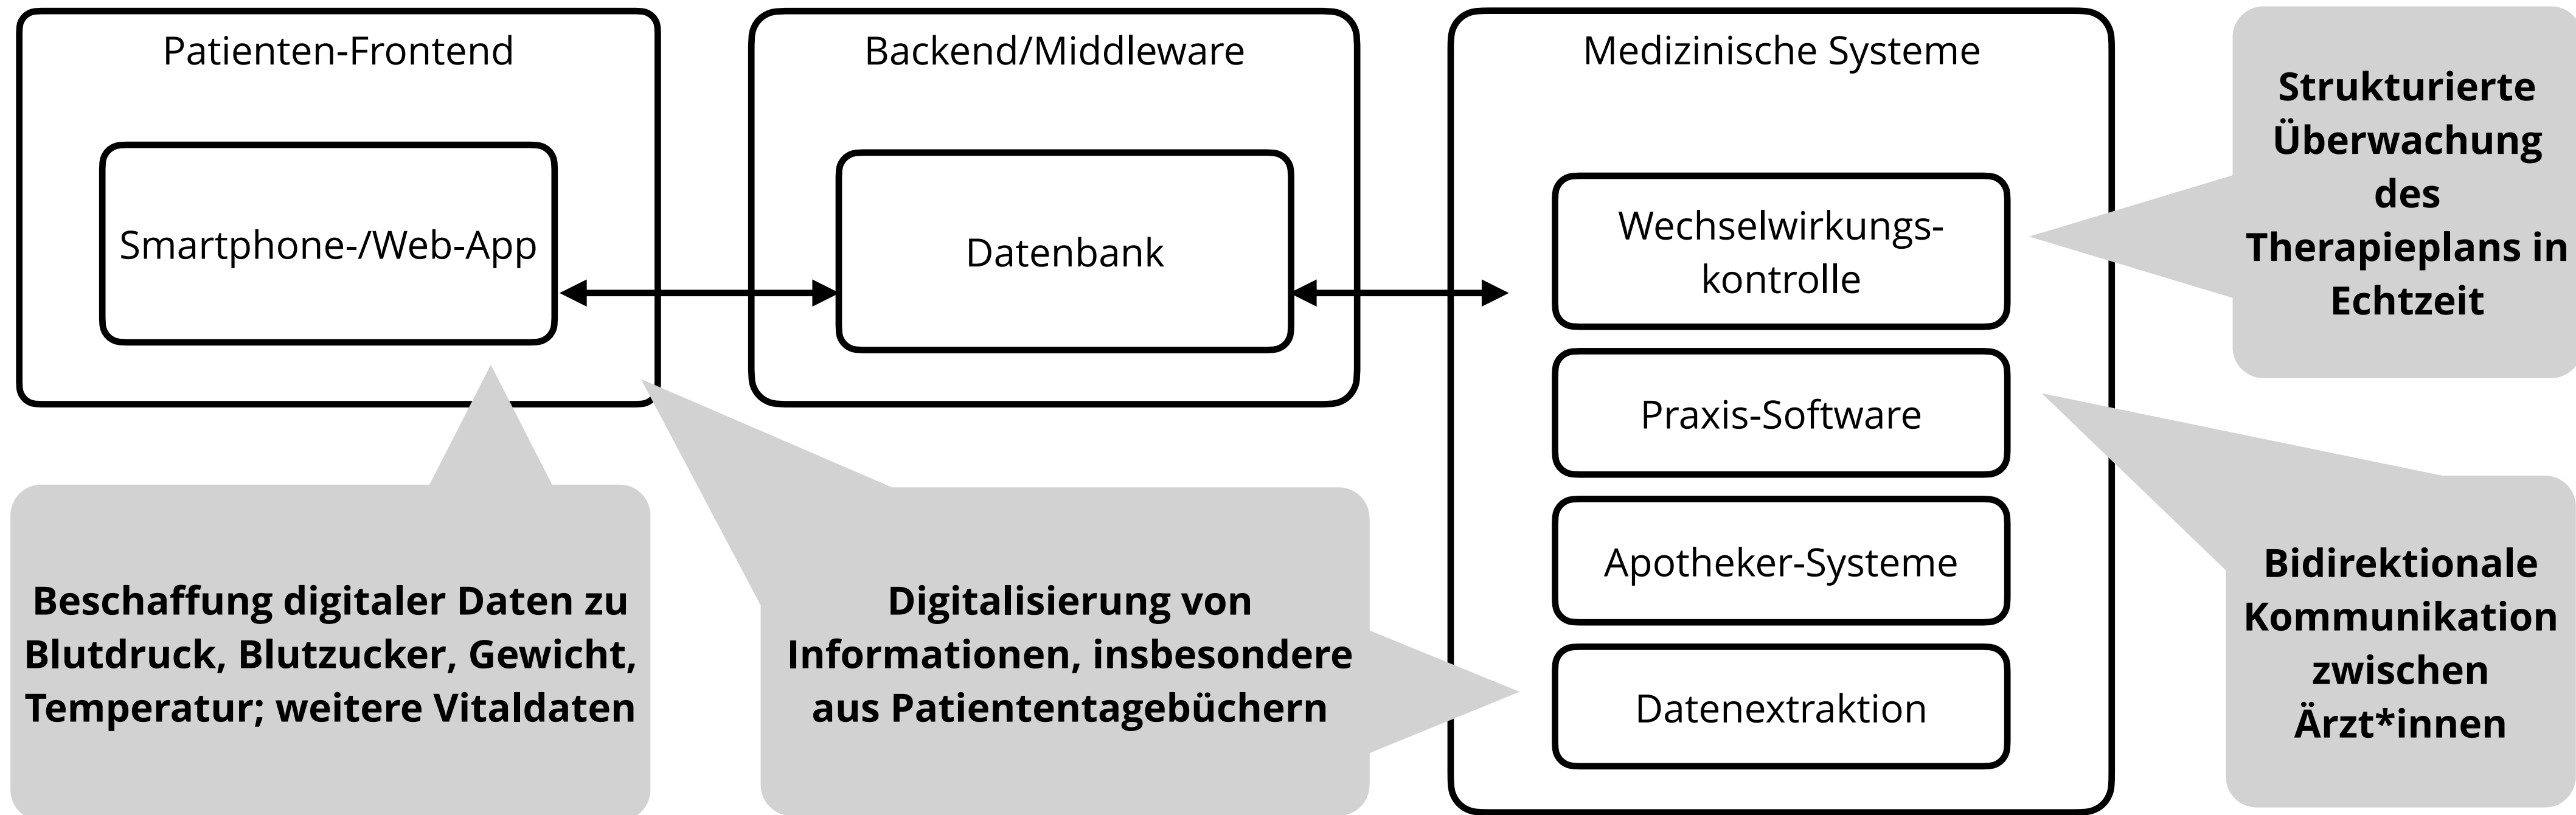 Patienten-Frontend
Smartphone-/Web-App
Backend/Middleware
Datenbank
Medizinische Systeme
Wechselwirkungs-
kontrolle
Praxis-Software
Apotheker-Systeme
Datenextraktion
Strukturierte
Überwachung
des
Therapieplans in
Echtzeit
Beschaffung digitaler Daten zu
Blutdruck, Blutzucker, Gewicht,
Temperatur; weitere Vitaldaten
Digitalisierung von
Informationen, insbesondere
aus Patiententagebüchern
Bidirektionale
Kommunikation
zwischen
Ärzt*innen